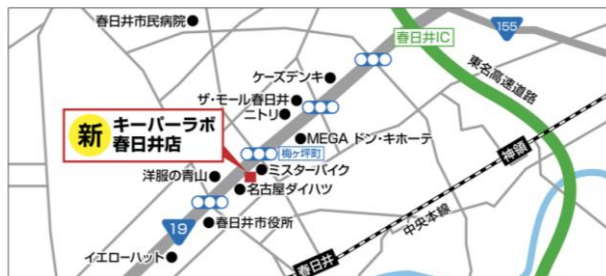 春日井市民病院
春日井IC
155
東名高速道路
ケーズデンキ
ザ・モール春日井
ニトリ
MEGA ドン・キホーテ
新
キーパーラボ
春日井店
梅ヶ坪町
ミスターバイク
洋服の青山
名古屋ダイハツ
神領
中央本線
春日井市役所
19
イエローハット
春日井